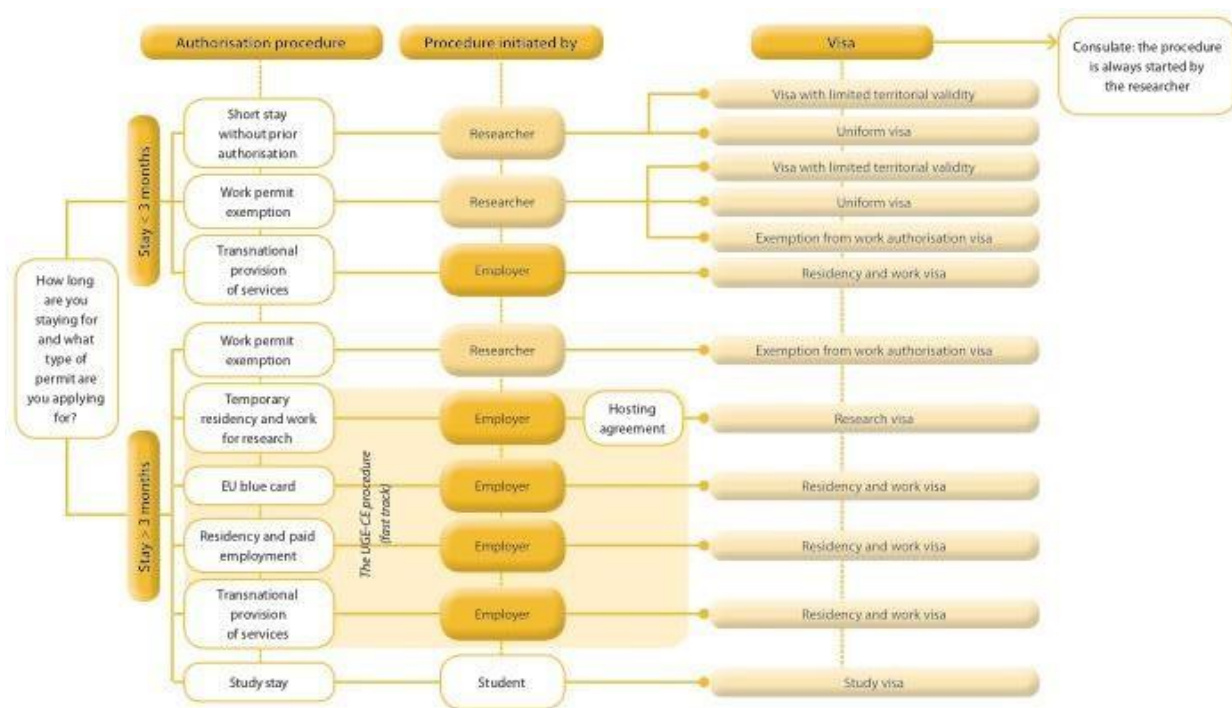 Authorisation procedure
Procedure initiated by
Visa
Consulate: the procedure
is always started by
the researcher
How long
are you
staying for
and what
type of
permit are
you applying
for?
Stay < 3 months
Short stay
without prior
authorisation
Researcher
Visa with limited territorial validity
Uniform visa
Work permit
exemption
Researcher
Visa with limited territorial validity
Uniform visa
Exemption from work authorisation visa
Transnational
provision
of services
Employer
Residency and work visa
Stay > 3 months
Work permit
exemption
Researcher
Exemption from work authorisation visa
The UGE-CE procedure
(fast track)
Temporary
residency and work
for research
Employer
Hosting
agreement
Research visa
EU blue card
Employer
Residency and work visa
Residency and paid
employment
Employer
Residency and work visa
Transnational
provision
of services
Employer
Residency and work visa
Study stay
Student
Study visa